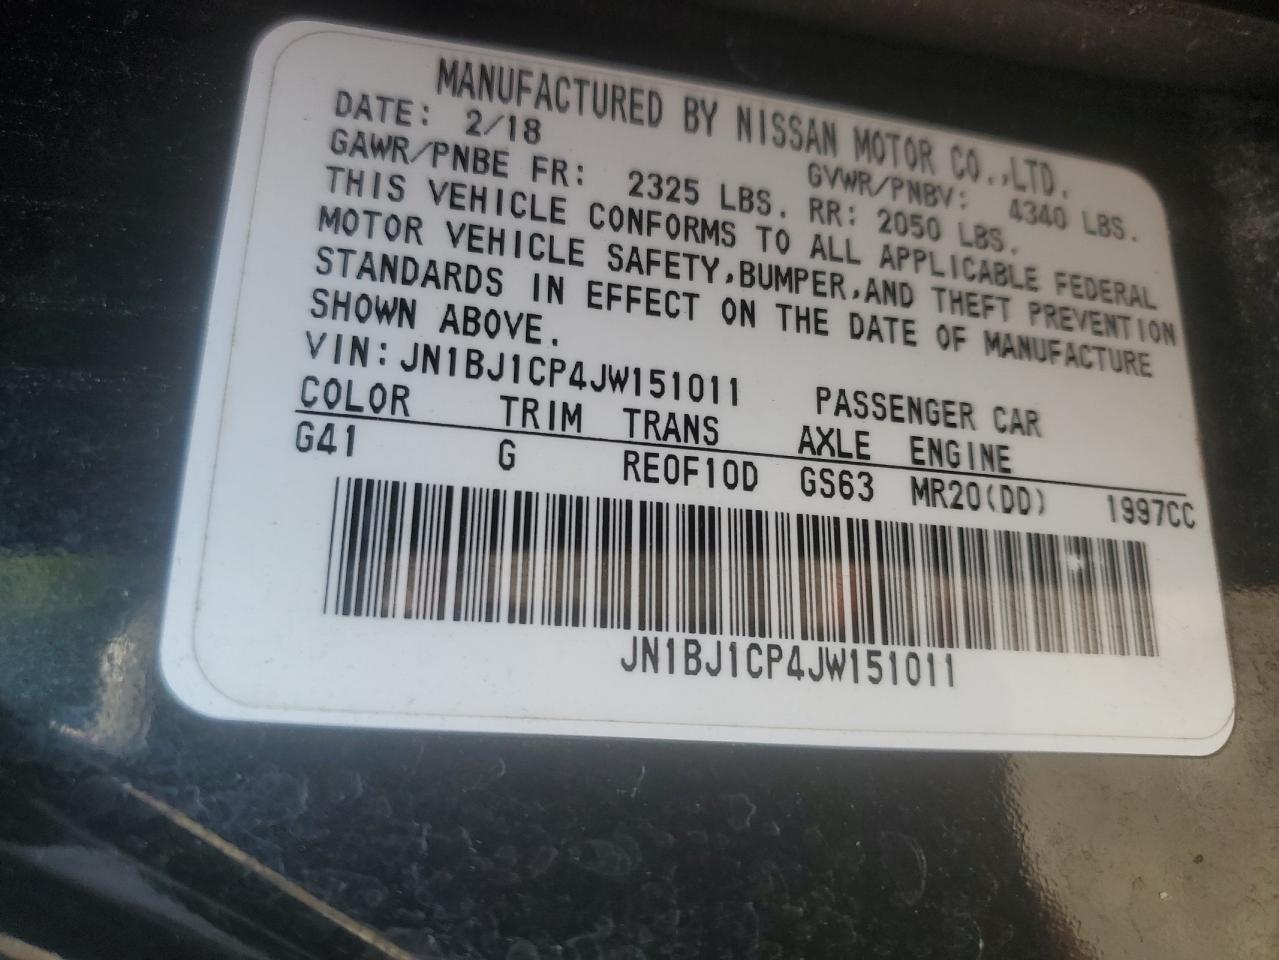 MANUFACTURED BY NISSAN MOTOR CO.,LTD.
DATE: 2/18 GVWR/PNBV: 4340 LBS.
GAWR/PNBE FR: 2325 LBS. RR: 2050 LBS.
THIS VEHICLE CONFORMS TO ALL APPLICABLE FEDERAL
MOTOR VEHICLE SAFETY,BUMPER,AND THEFT PREVENTION
STANDARDS IN EFFECT ON THE DATE OF MANUFACTURE
SHOWN ABOVE.
VIN: JN1BJ1CP4JW151011 PASSENGER CAR
COLOR TRIM TRANS AXLE ENGINE
G41 G RE0F10D GS63 MR20(DD) 1997CC
JN1BJ1CP4JW151011